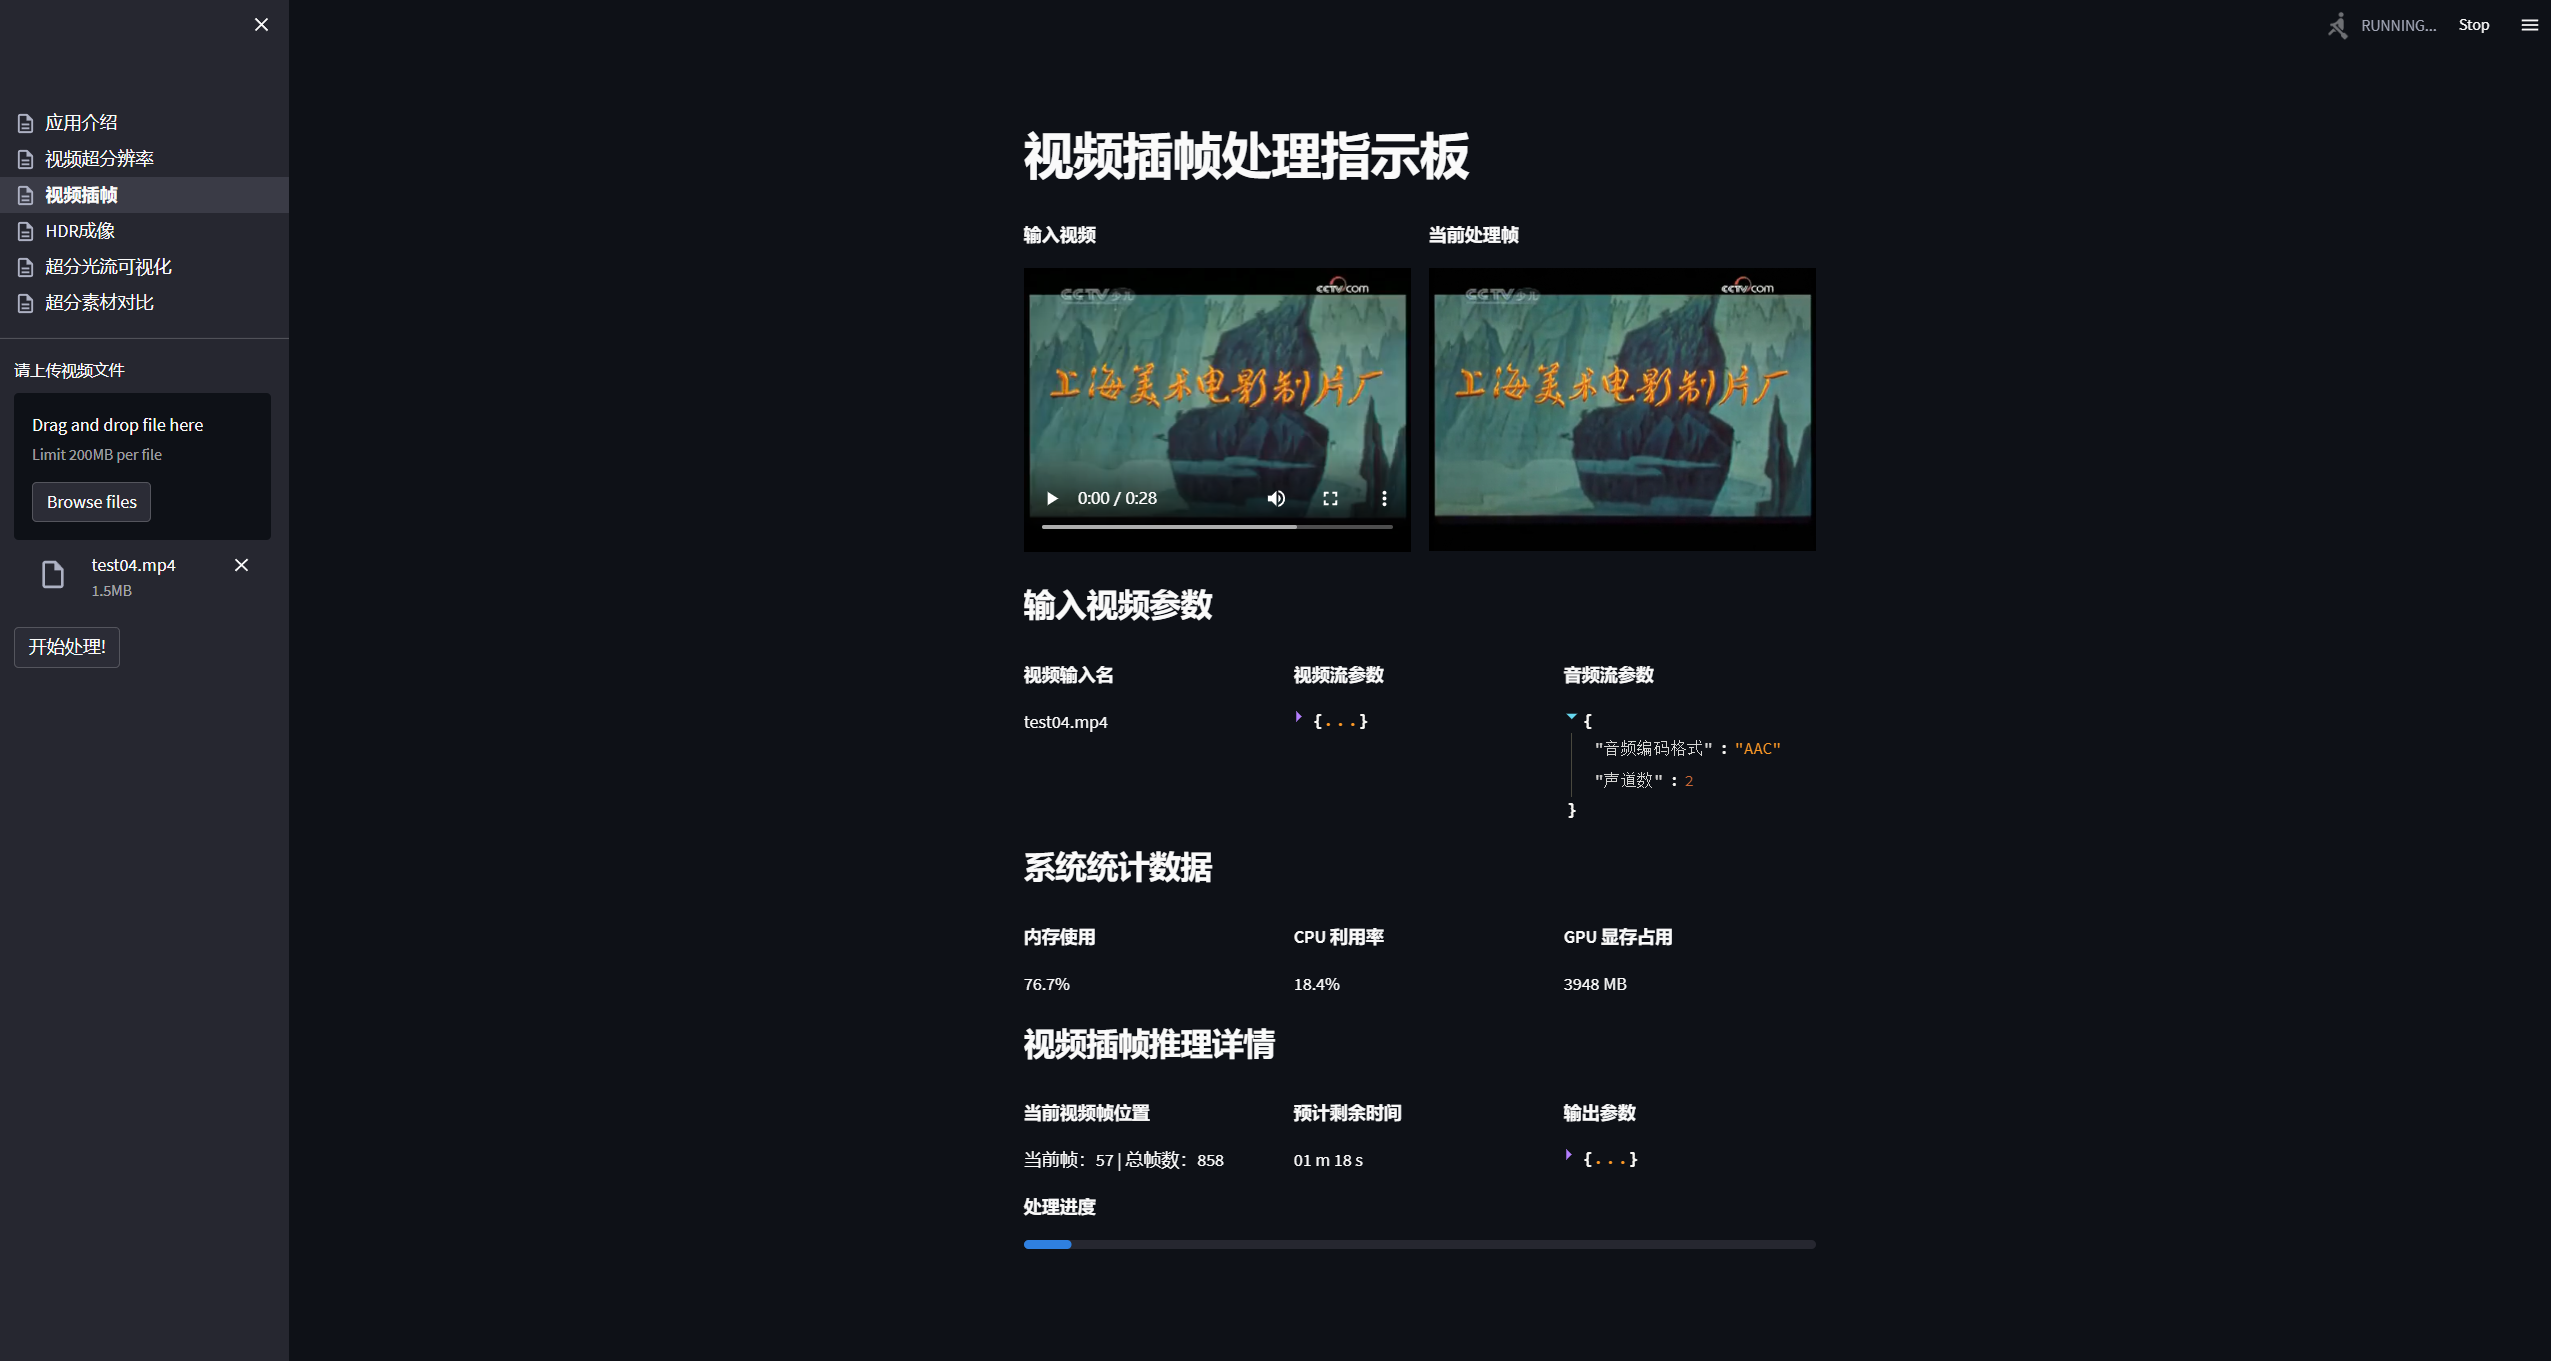 RUNNING...
Stop
应用介绍
视频超分辨率
视频插帧
HDR成像
超分光流可视化
超分素材对比
请上传视频文件
Drag and drop file here
Limit 200MB per file
Browse files
test04.mp4
1.5MB
开始处理!
视频插帧处理指示板
输入视频
当前处理帧
CCTV少儿
CCTV.com
上海美术电影制片厂
0:00 / 0:28
CCTV少儿
CCTV.com
上海美术电影制片厂
输入视频参数
视频输入名
视频流参数
音频流参数
test04.mp4
{...}
{
"音频编码格式" : "AAC"
"声道数" : 2
}
系统统计数据
内存使用
CPU 利用率
GPU 显存占用
76.7%
18.4%
3948 MB
视频插帧推理详情
当前视频帧位置
预计剩余时间
输出参数
当前帧：57 | 总帧数：858
01 m 18 s
{...}
处理进度